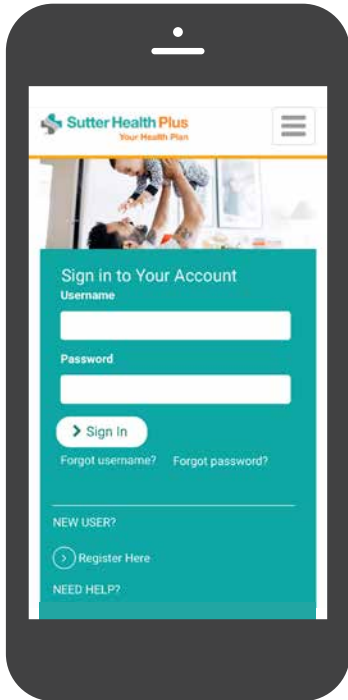 Sutter Health Plus
Your Health Plan
Sign in to Your Account
Username
Password
Sign In
Forgot username? Forgot password?
NEW USER?
Register Here
NEED HELP?